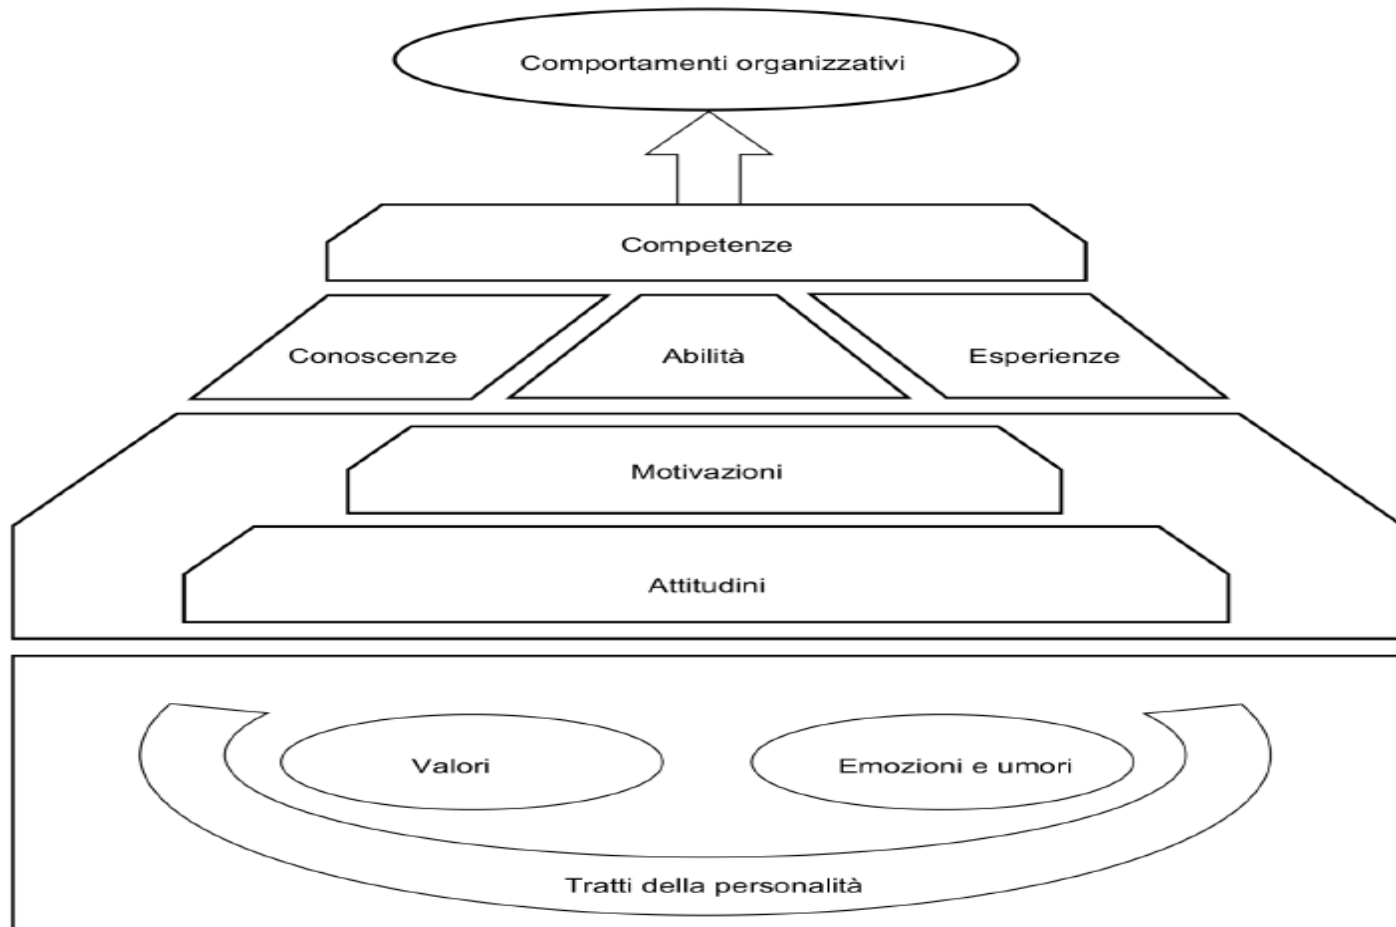 Comportamenti organizzativi
Competenze
Conoscenze
Abilità
Esperienze
Motivazioni
Attitudini
Valori
Emozioni e umori
Tratti della personalità